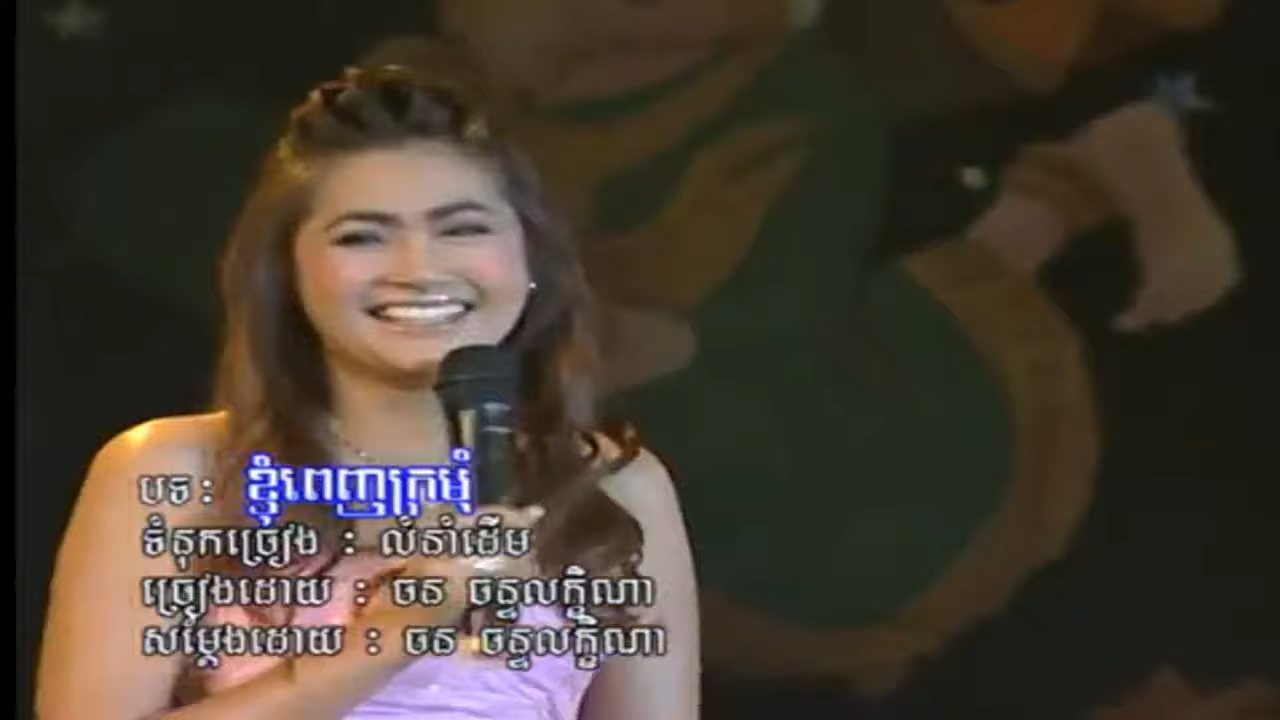 បទ: ខ្ញុំពេញក្រមុំ
ទំនុកច្រៀង : លំនាំដើម
ច្រៀងដោយ : ចន ចន្ទលក្ខិណា
សម្តែងដោយ : ចន ចន្ទលក្ខិណា